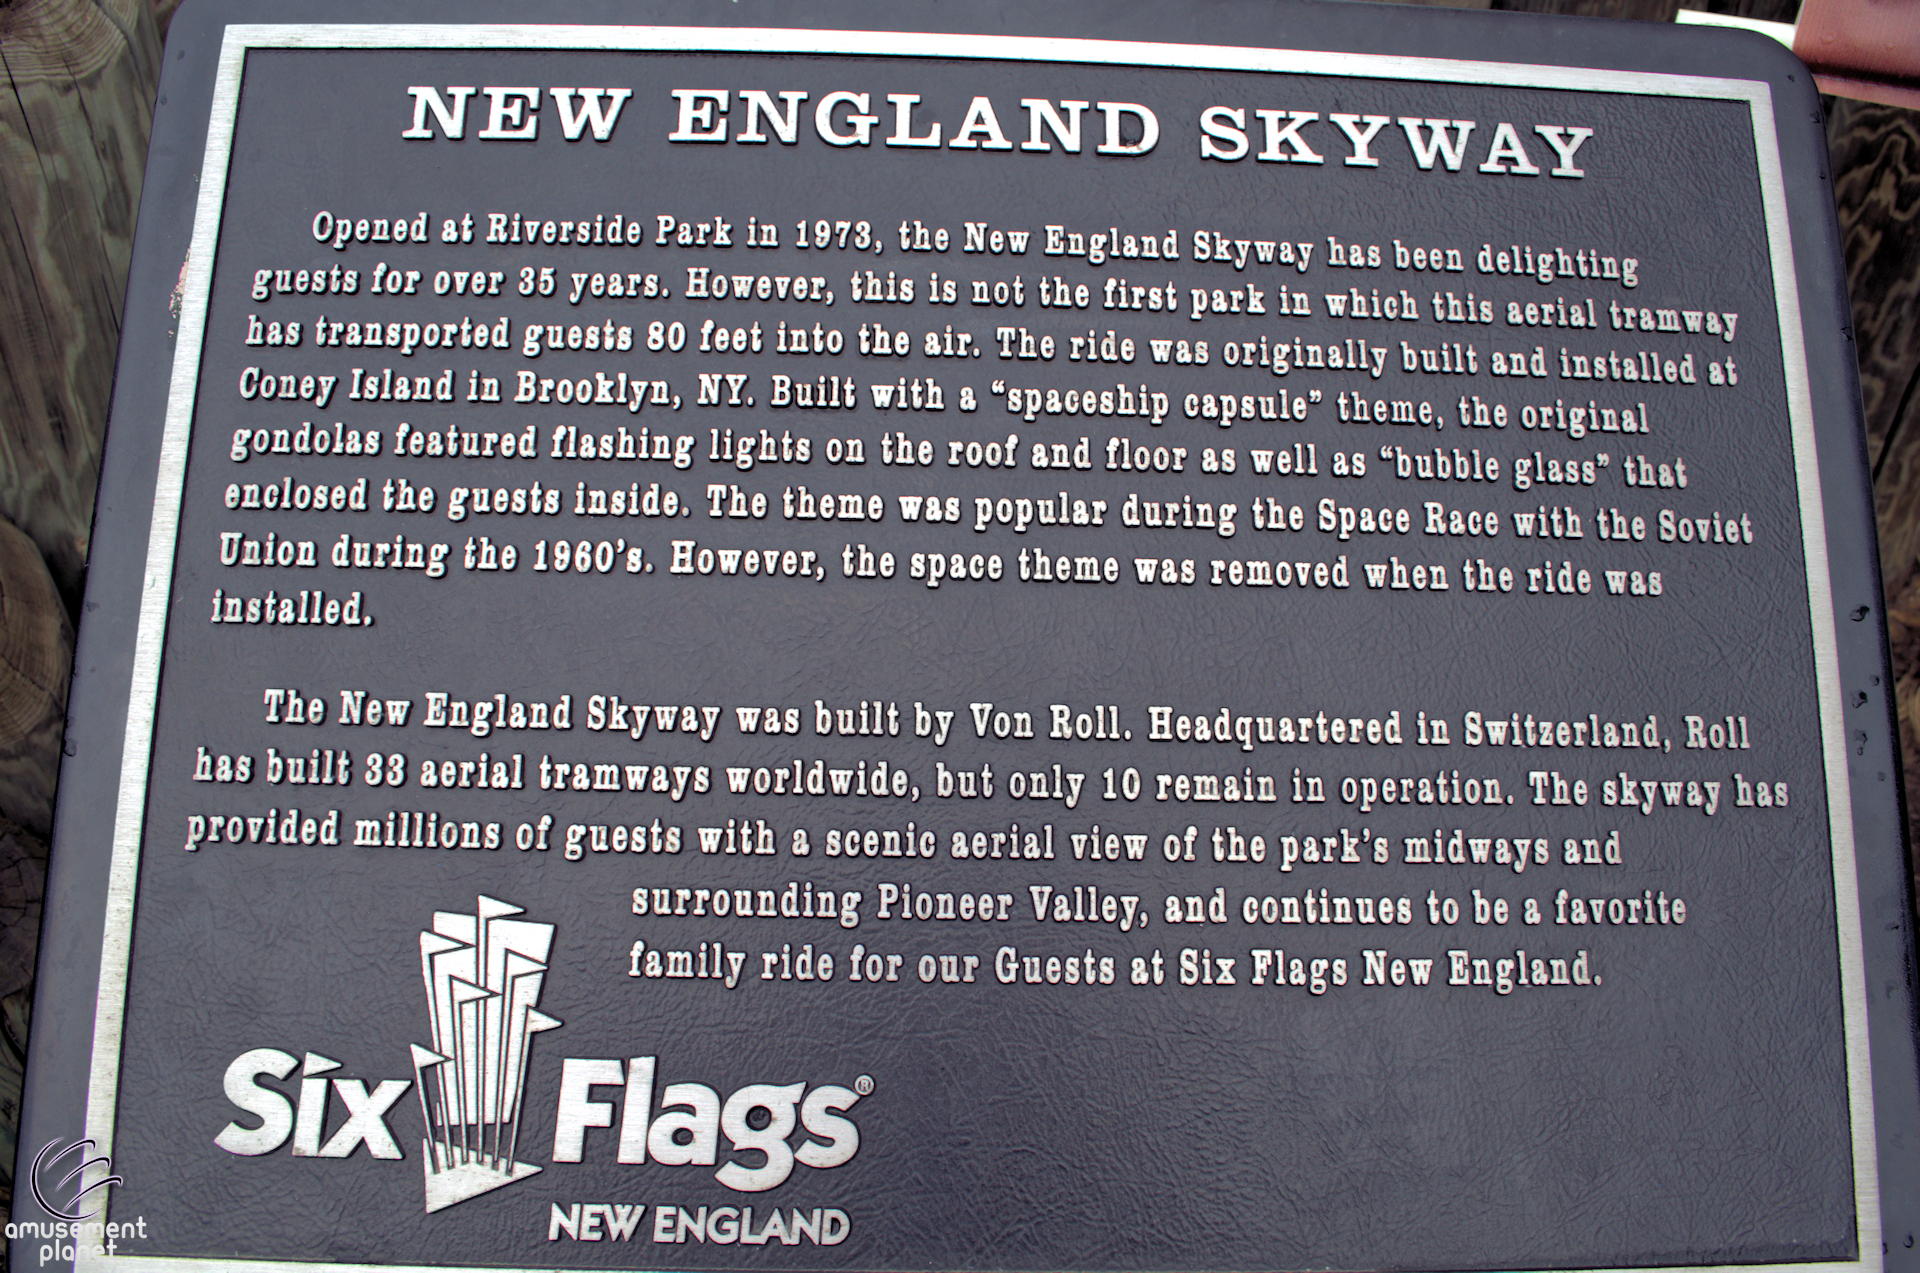 NEW ENGLAND SKYWAY
Opened at Riverside Park in 1973, the New England Skyway has been delighting
guests for over 35 years. However, this is not the first park in which this aerial tramway
has transported guests 80 feet into the air. The ride was originally built and installed at
Coney Island in Brooklyn, NY. Built with a “spaceship capsule” theme, the original
gondolas featured flashing lights on the roof and floor as well as “bubble glass” that
enclosed the guests inside. The theme was popular during the Space Race with the Soviet
Union during the 1960’s. However, the space theme was removed when the ride was
installed.
The New England Skyway was built by Von Roll. Headquartered in Switzerland, Roll
has built 33 aerial tramways worldwide, but only 10 remain in operation. The skyway has
provided millions of guests with a scenic aerial view of the park’s midways and
surrounding Pioneer Valley, and continues to be a favorite
family ride for our Guests at Six Flags New England.
Six Flags®
NEW ENGLAND
amusement
planet